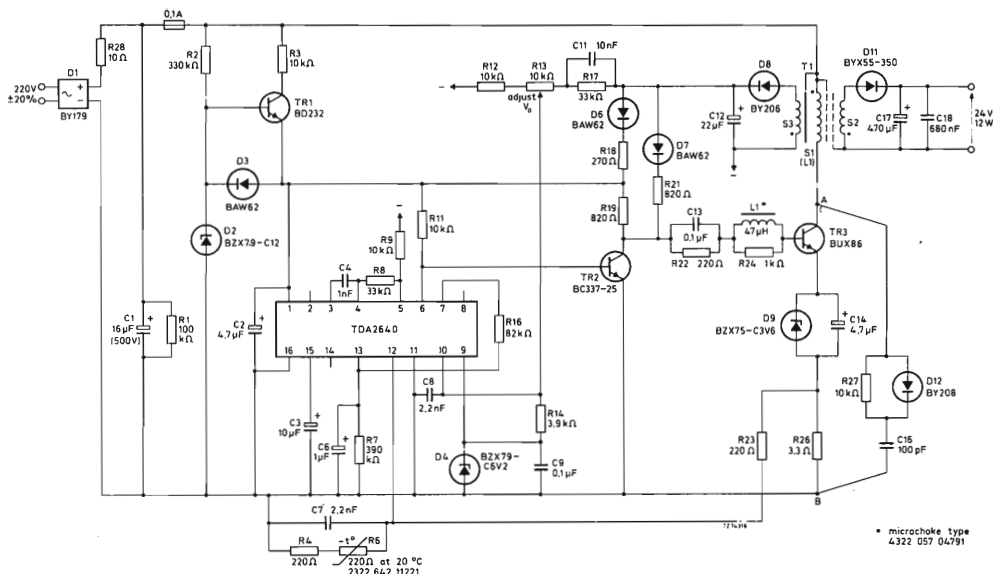 0,1A
R28
10Ω
D1
220V
±20%
BY179
R2
330kΩ
R3
10kΩ
TR1
BD232
D3
BAW62
D2
BZX79-C12
C1
16μF
(500V)
R1
100
kΩ
C2
4,7μF
R12
10kΩ
R13
10kΩ
adjust
V₀
C11 10nF
R17
33kΩ
D6
BAW62
R18
270Ω
D7
BAW62
R21
820Ω
R19
820Ω
C12
22μF
D8
BY206
S3
T1
S1
(L1)
S2
D11
BYX55-350
C17
470μF
C18
680nF
24V
12W
R11
10kΩ
R9
10kΩ
C4
1nF
R8
33kΩ
TR2
BC337-25
C13
0,1μF
R22 220Ω
L1*
47μH
R24 1kΩ
A
TR3
BUX86
1 2 3 4 5 6 7 8
TDA2640
16 15 14 13 12 11 10 9
R16
82kΩ
C8
2,2nF
D9
BZX75-C3V6
C14
4,7μF
R27
10kΩ
D12
BY208
C16
100pF
C3
10μF
C6
1μF
R7
390
kΩ
D4
BZX79-
C6V2
R14
3,9kΩ
C9
0,1μF
R23
220Ω
R26
3,3Ω
B
C7 2,2nF
R4
220Ω
-t°
R6
220Ω at 20 °C
2322 642 11221
* microchoke type
4322 057 04791